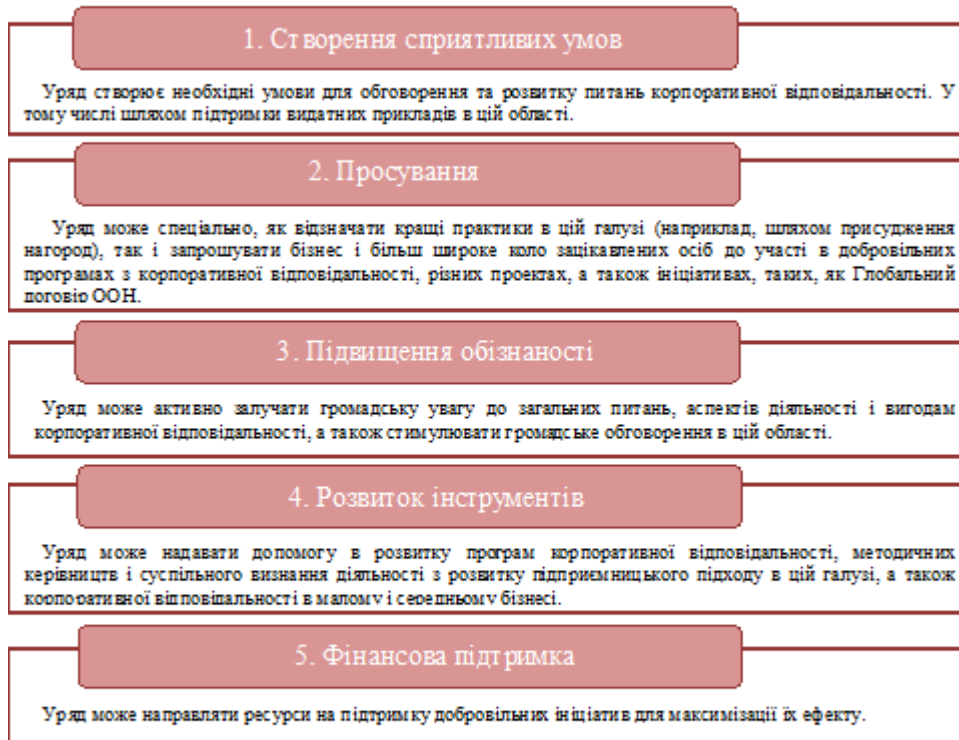 1. Створення сприятливих умов
Уряд створює необхідні умови для обговорення та розвитку питань корпоративної відповідальності. У
тому числі шляхом підтримки видатних прикладів в цій області.
2. Просування
Уряд може спеціально, як відзначати кращі практики в цій галузі (наприклад, шляхом присудження
нагород), так і запрошувати бізнес і більш широке коло зацікавлених осіб до участі в добровільних
програмах з корпоративної відповідальності, різних проектах, а також ініціативах, таких, як Глобальний
договір ООН.
3. Підвищення обізнаності
Уряд може активно залучати громадську увагу до загальних питань, аспектів діяльності і вигодам
корпоративної відповідальності, а також стимулювати громадське обговорення в цій області.
4. Розвиток інструментів
Уряд може надавати допомогу в розвитку програм корпоративної відповідальності, методичних
керівництв і суспільного визнання діяльності з розвитку підприємницького підходу в цій галузі, а також
корпоративної відповідальності в малому і середньому бізнесі.
5. Фінансова підтримка
Уряд може направляти ресурси на підтримку добровільних ініціатив для максимізації їх ефекту.